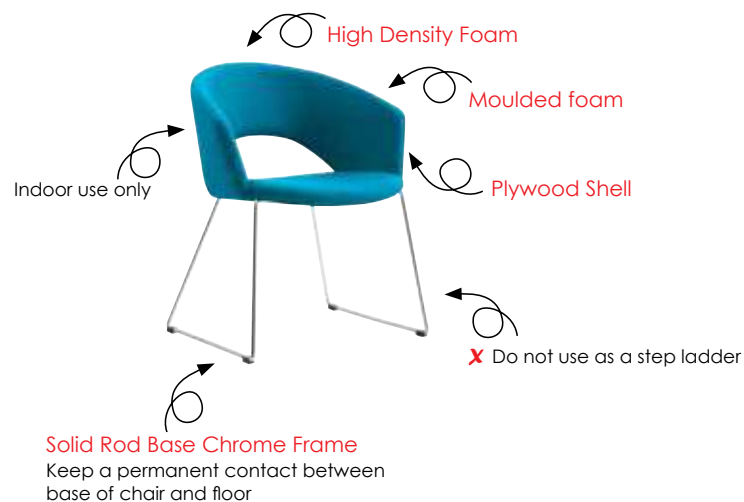 High Density Foam
Moulded foam
Indoor use only
Plywood Shell
✗ Do not use as a step ladder
Solid Rod Base Chrome Frame
Keep a permanent contact between
base of chair and floor